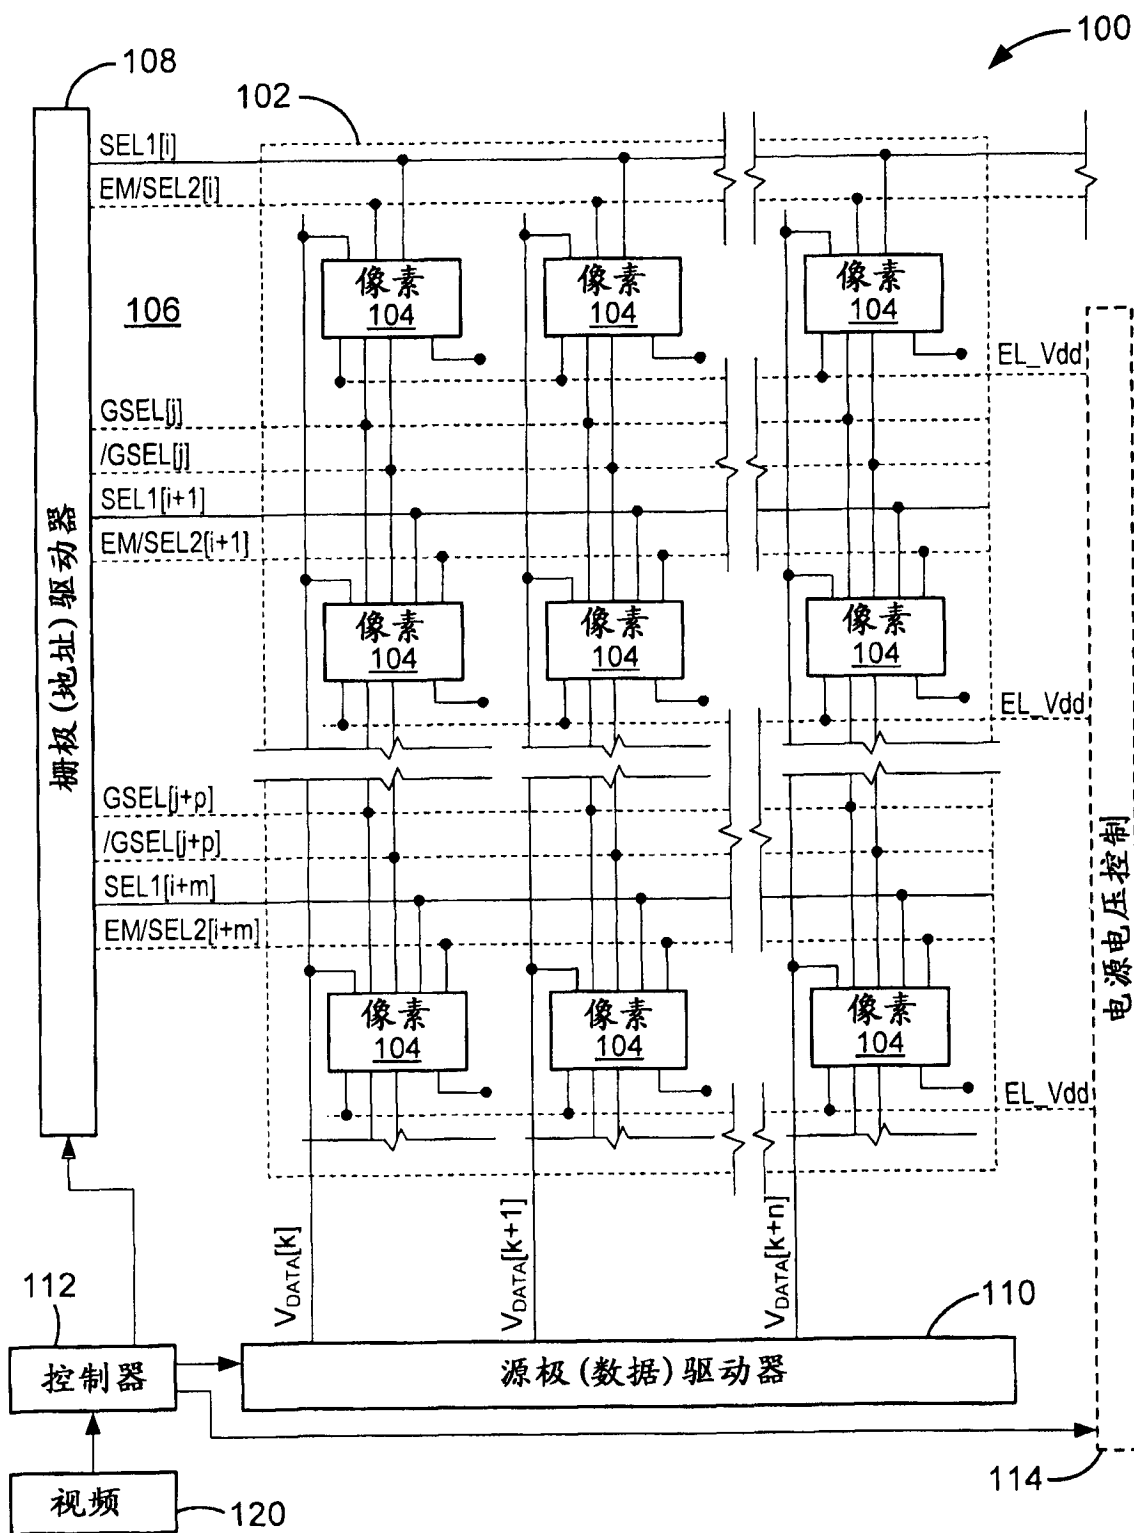 100
108
102
SEL1[i]
EM/SEL2[i]
像素
104
像素
104
像素
104
106
EL_Vdd
GSEL[j]
/GSEL[j]
SEL1[i+1]
EM/SEL2[i+1]
栅极(地址)驱动器
像素
104
像素
104
像素
104
EL_Vdd
GSEL[j+p]
/GSEL[j+p]
SEL1[i+m]
EM/SEL2[i+m]
电源电压控制
像素
104
像素
104
像素
104
EL_Vdd
VDATA[k]
VDATA[k+1]
VDATA[k+n]
112
110
控制器
源极(数据)驱动器
114
视频
120